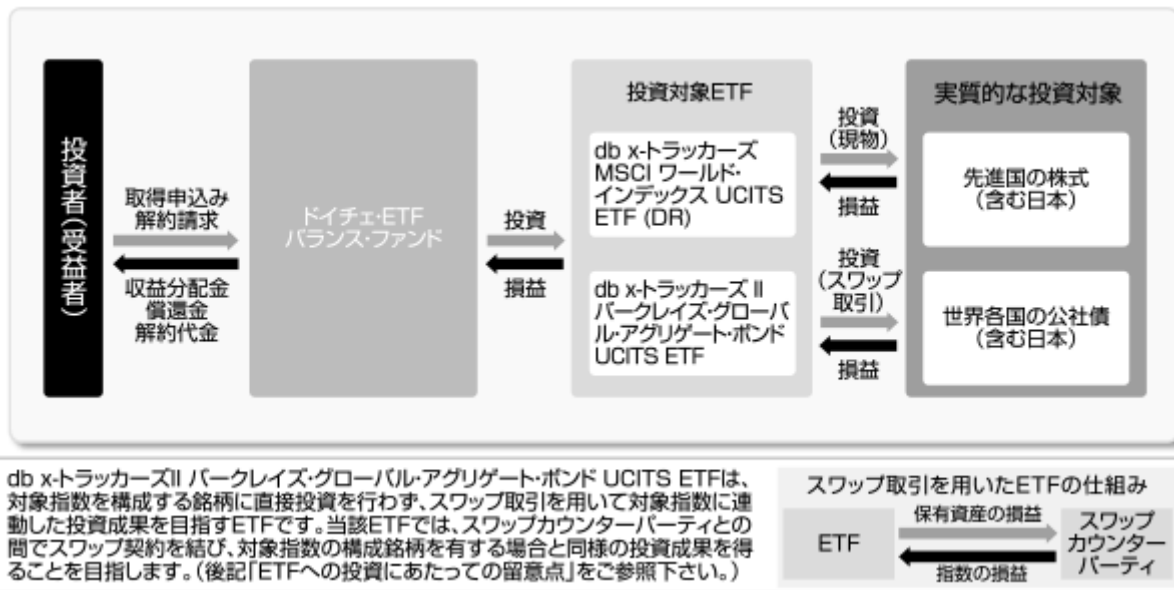 投資者(受益者)
取得申込み
解約請求
収益分配金
償還金
解約代金
ドイチェ・ETF
バランス・ファンド
投資
損益
投資対象ETF
db x-トラッカーズ
MSCI ワールド・
インデックス UCITS
ETF (DR)
db x-トラッカーズ II
バークレイズ・グローバ
ル・アグリゲート・ボンド
UCITS ETF
投資
(現物)
損益
投資
(スワップ
取引)
損益
実質的な投資対象
先進国の株式
(含む日本)
世界各国の公社債
(含む日本)
db x-トラッカーズII バークレイズ・グローバル・アグリゲート・ボンド UCITS ETFは、
対象指数を構成する銘柄に直接投資を行わず、スワップ取引を用いて対象指数に連
動した投資成果を目指すETFです。当該ETFでは、スワップカウンターパーティとの
間でスワップ契約を結び、対象指数の構成銘柄を有する場合と同様の投資成果を得
ることを目指します。(後記「ETFへの投資にあたっての留意点」をご参照下さい。)
スワップ取引を用いたETFの仕組み
ETF
保有資産の損益
指数の損益
スワップ
カウンター
パーティ